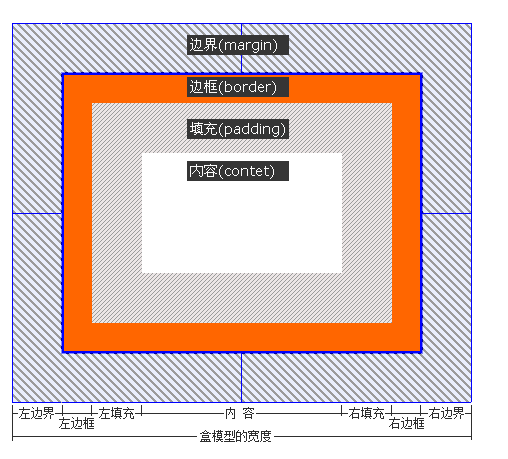 边界(margin)
边框(border)
填充(padding)
内容(contet)
左边界 左填充 内 容 右填充 右边界
左边框 右边框
盒模型的宽度